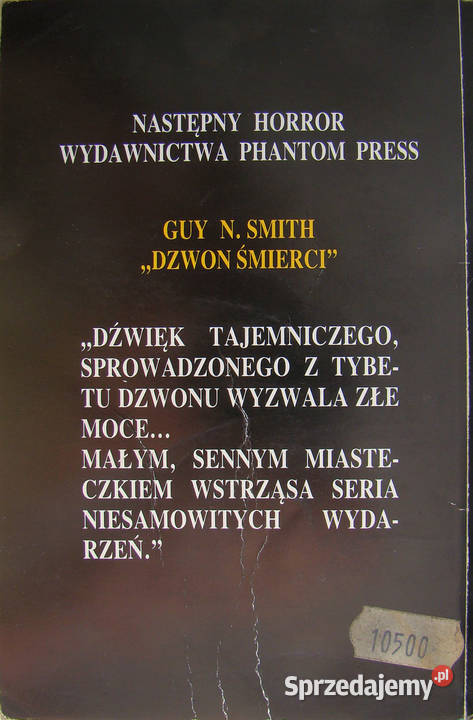 NASTĘPNY HORROR
WYDAWNICTWA PHANTOM PRESS
GUY N. SMITH
„DZWON ŚMIERCI”
„DŹWIĘK TAJEMNICZEGO,
SPROWADZONEGO Z TYBE-
TU DZWONU WYZWALA ZŁE
MOCE...
MAŁYM, SENNYM MIASTE-
CZKIEM WSTRZĄSA SERIA
NIESAMOWITYCH WYDA-
RZEŃ.”
10500
Sprzedajemy.pl